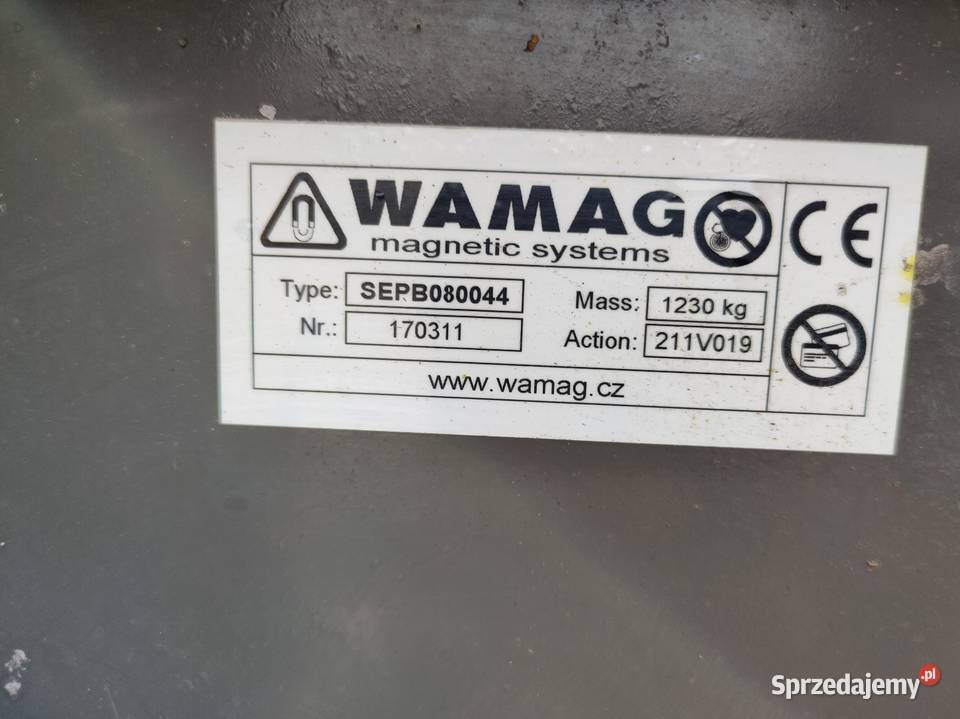 WAMAG
magnetic systems
CE
Type: SEPB080044
Mass: 1230 kg
Nr.: 170311
Action: 211V019
www.wamag.cz
Sprzedajemy.pl